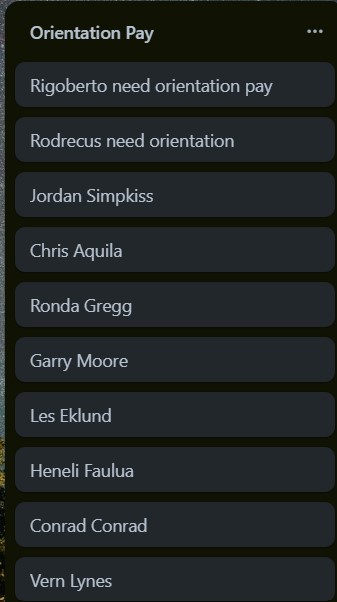 Orientation Pay
Rigoberto need orientation pay
Rodrecus need orientation
Jordan Simpkiss
Chris Aquila
Ronda Gregg
Garry Moore
Les Eklund
Heneli Faulua
Conrad Conrad
Vern Lynes